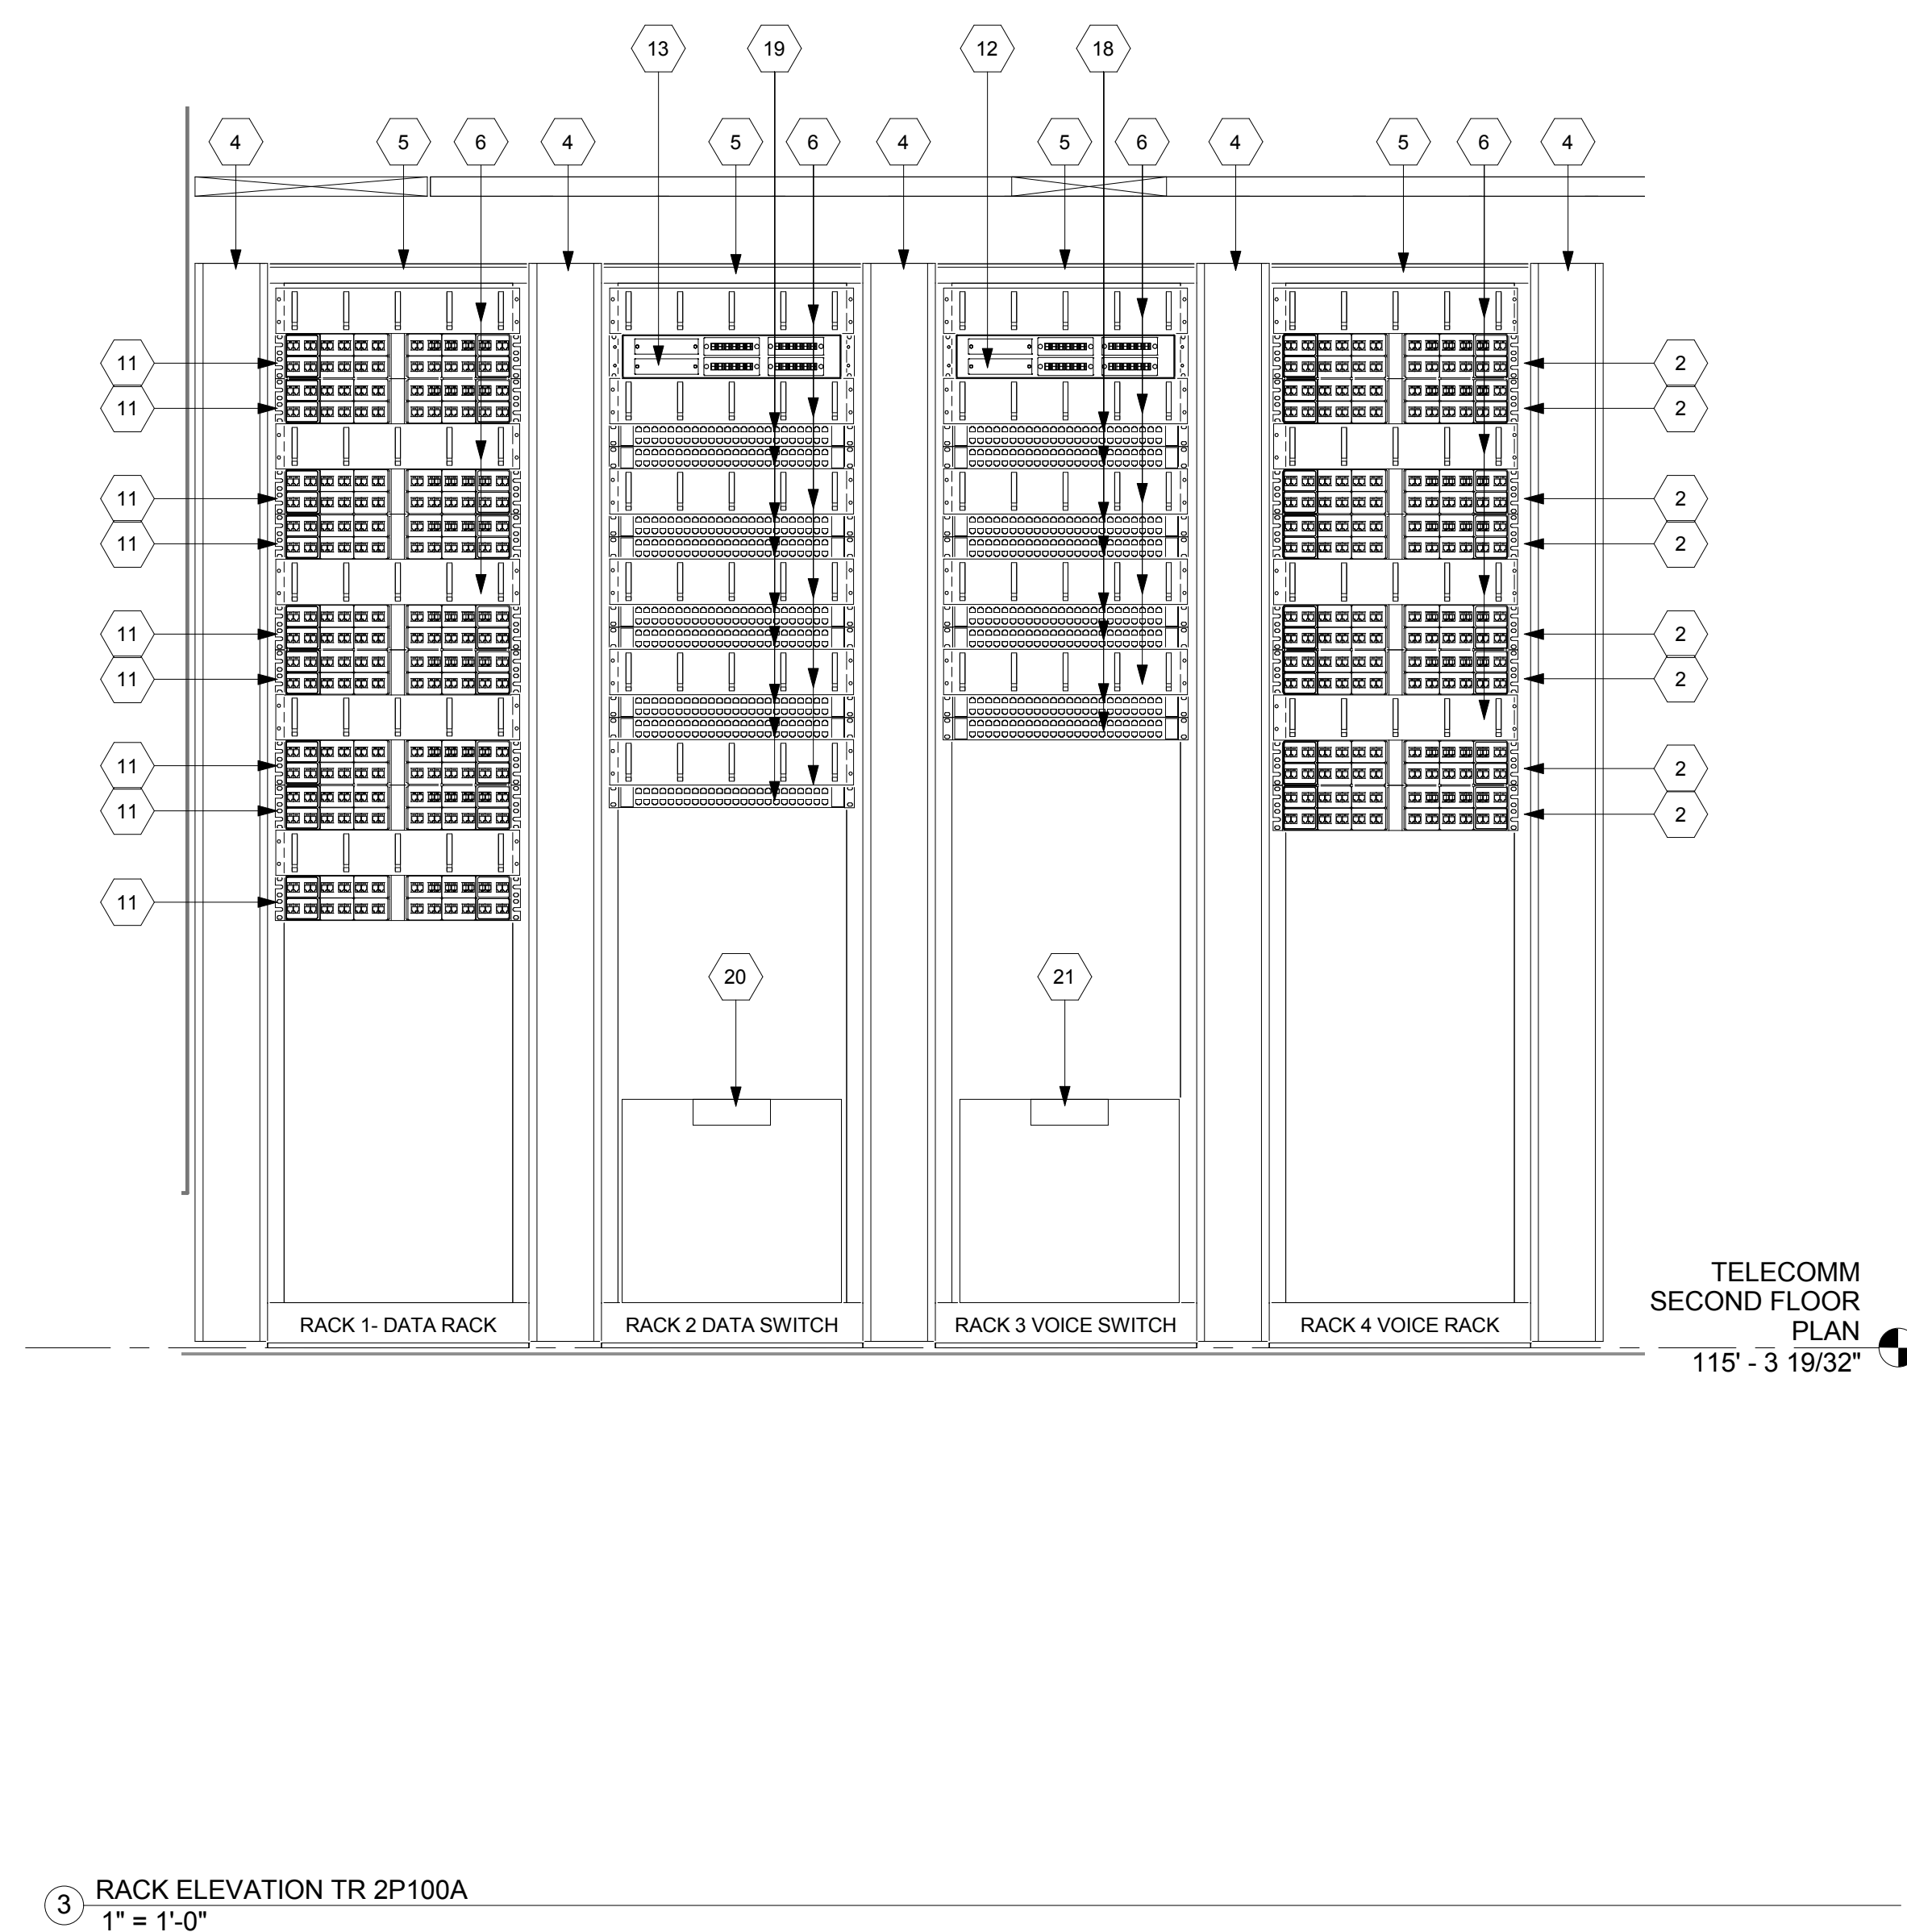 13 19 12 18
4 5 6 4 5 6 4 5 6 4 5 6 4
11 2
11 2
11 2
11 2
11 2
11 2
11 2
11 2
11
20 21
RACK 1- DATA RACK RACK 2 DATA SWITCH RACK 3 VOICE SWITCH RACK 4 VOICE RACK
TELECOMM
SECOND FLOOR
PLAN
115' - 3 19/32"
3 RACK ELEVATION TR 2P100A
1" = 1'-0"